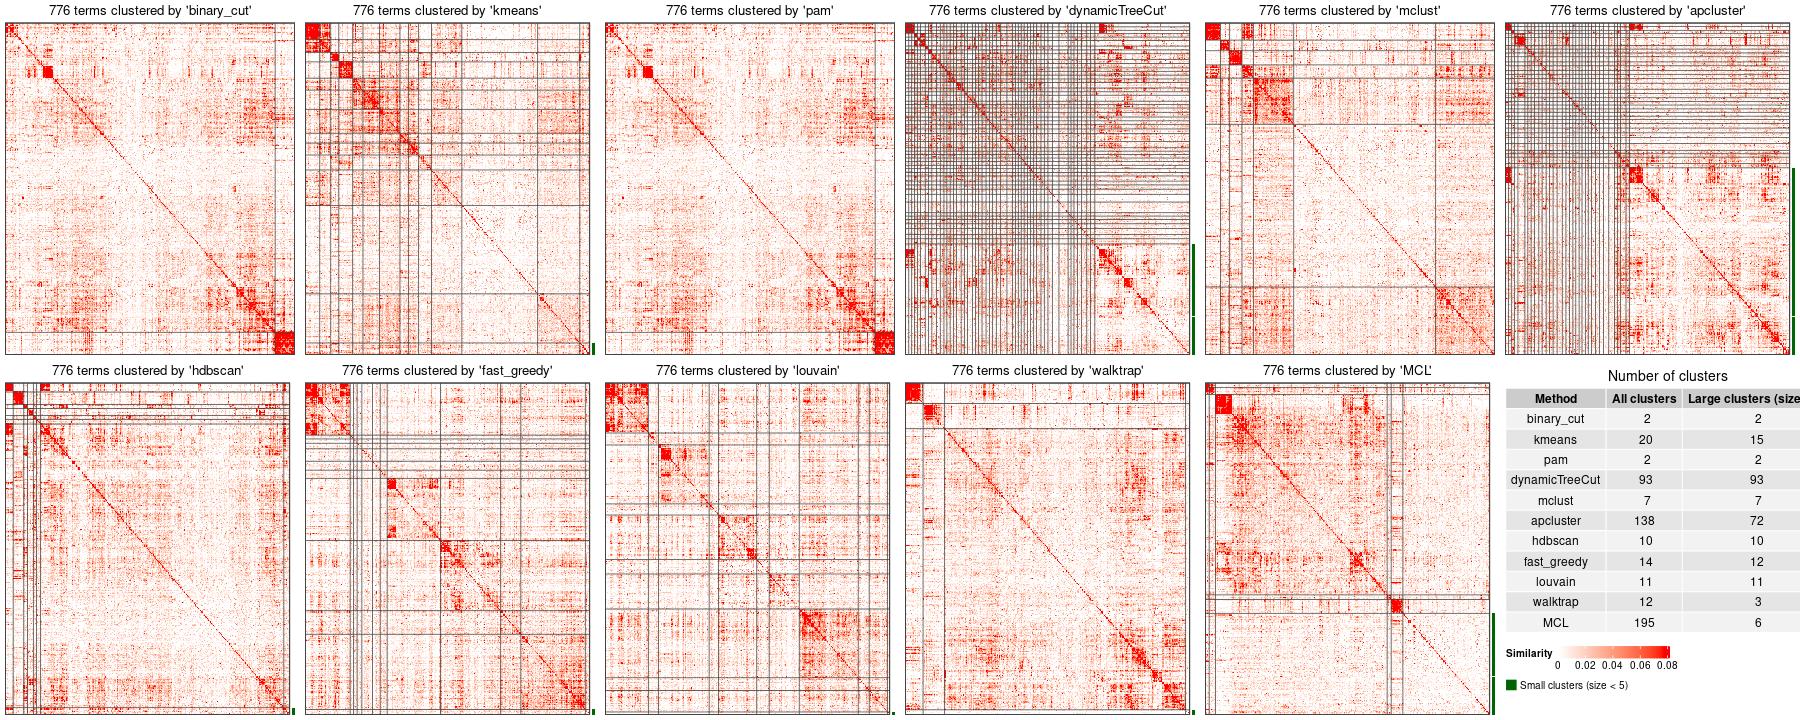 776 terms clustered by 'binary_cut'
776 terms clustered by 'kmeans'
776 terms clustered by 'pam'
776 terms clustered by 'dynamicTreeCut'
776 terms clustered by 'mclust'
776 terms clustered by 'apcluster'
776 terms clustered by 'hdbscan'
776 terms clustered by 'fast_greedy'
776 terms clustered by 'louvain'
776 terms clustered by 'walktrap'
776 terms clustered by 'MCL'
Number of clusters
Method All clusters Large clusters (size
binary_cut 2 2
kmeans 20 15
pam 2 2
dynamicTreeCut 93 93
mclust 7 7
apcluster 138 72
hdbscan 10 10
fast_greedy 14 12
louvain 11 11
walktrap 12 3
MCL 195 6
Similarity
0 0.02 0.04 0.06 0.08
Small clusters (size < 5)